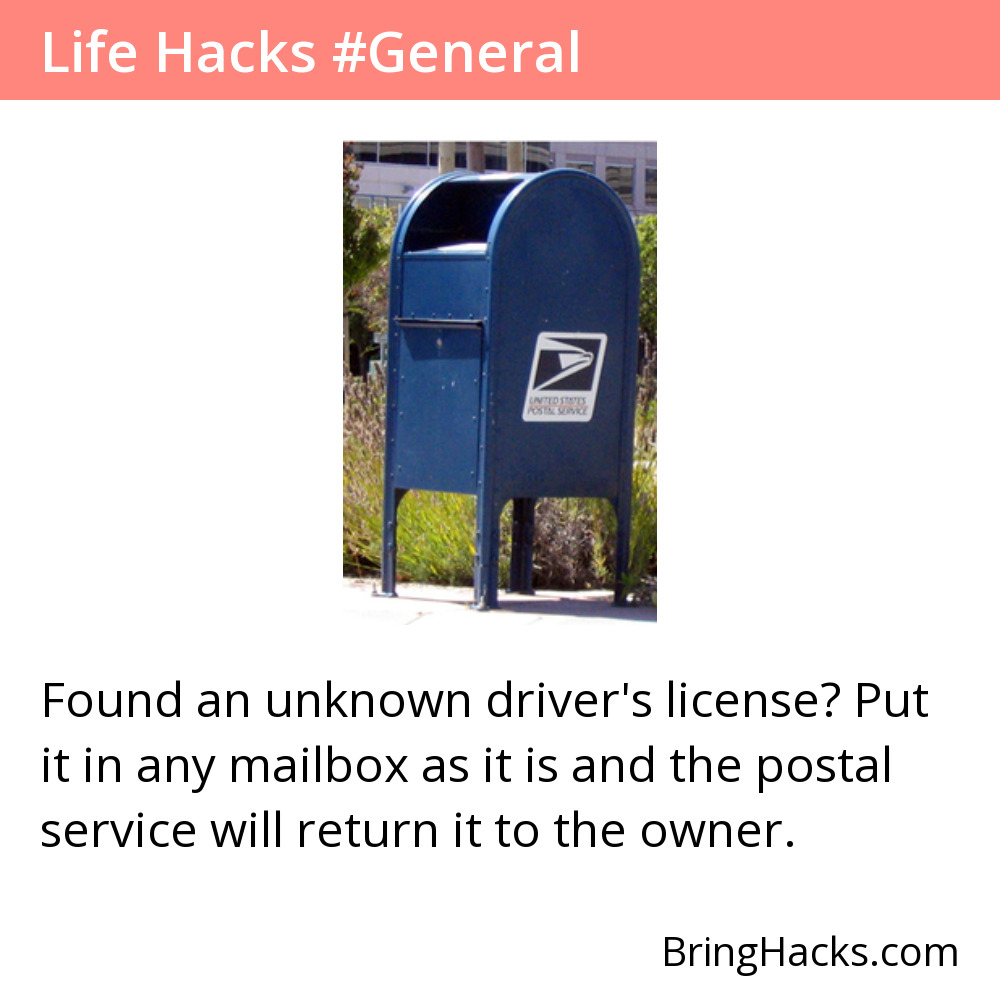 Life Hacks #General
UNITED STATES
POSTAL SERVICE
Found an unknown driver's license? Put
it in any mailbox as it is and the postal
service will return it to the owner.
BringHacks.com